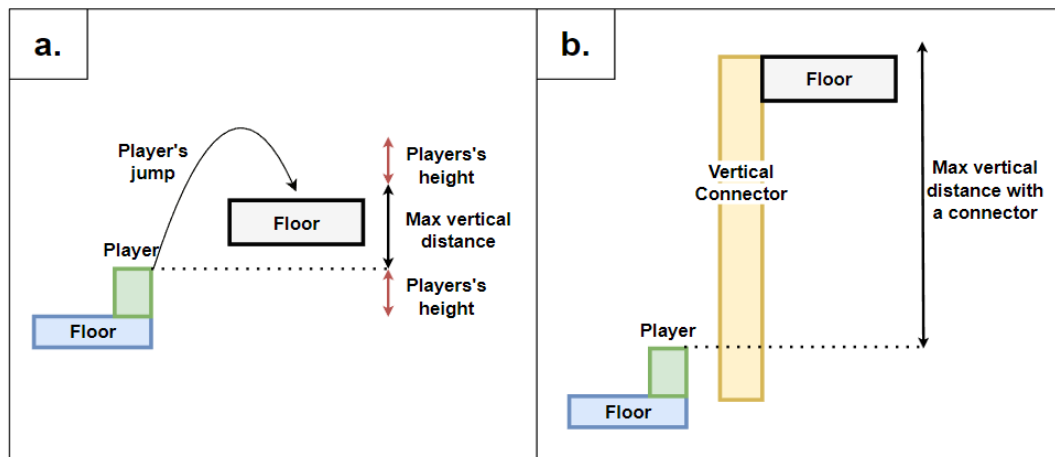 a.
Player's
jump
Players's
height
Floor
Max vertical
distance
Player
Players's
height
Floor
b.
Floor
Vertical
Connector
Max vertical
distance with
a connector
Player
Floor